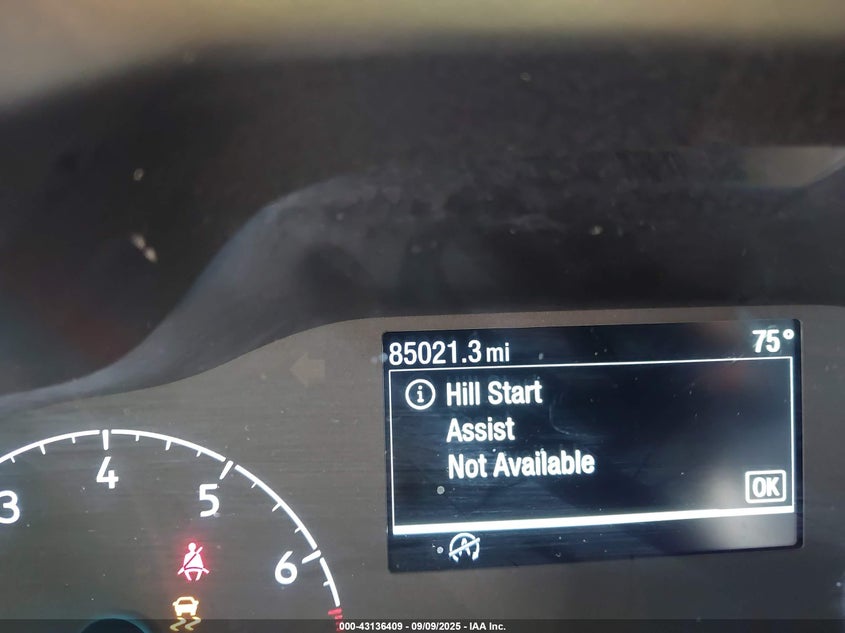 85021.3 mi 75°
Hill Start
Assist
Not Available
OK
3 4 5 6
A
000-43136409 - 09/09/2025 - IAA Inc.